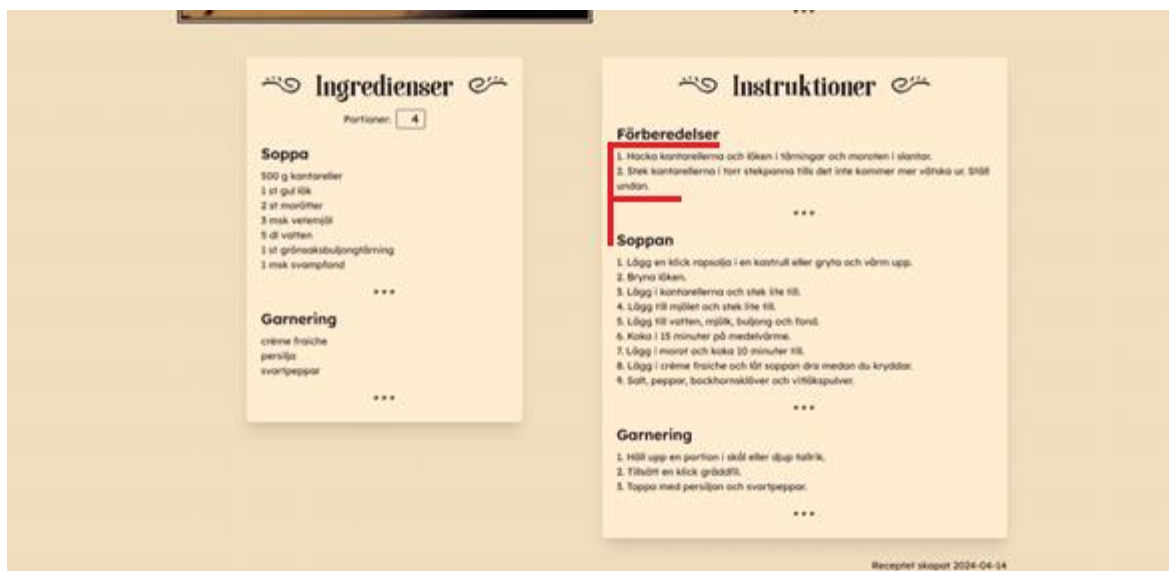 Ingredienser
Portioner: 4
Soppa
500 g kantareller
1 st gul lök
2 st morötter
3 msk vetemjöl
5 dl vatten
1 st grönsaksbuljongtärning
1 msk svampfond
Garnering
crème fraiche
persilja
svartpeppar
Instruktioner
Förberedelser
1. Hacka kantarellerna och löken i tärningar och moroten i slantar.
2. Stek kantarellerna i torr stekpanna tills det inte kommer mer vätska ur. Ställ
undan.
Soppan
1. Lägg en klick rapsolja i en kastrull eller gryta och värm upp.
2. Bryna löken.
3. Lägg i kantarellerna och stek lite till.
4. Lägg till mjölet och stek lite till.
5. Lägg till vatten, mjölk, buljong och fond.
6. Koka i 15 minuter på medelvärme.
7. Lägg i morot och koka 10 minuter till.
8. Lägg i crème fraiche och låt soppan dra medan du kryddar.
9. Salt, peppar, bockhornsklöver och vitlökspulver.
Garnering
1. Häll upp en portion i skål eller djup tallrik.
2. Tillsätt en klick gräddfil.
3. Toppa med persiljan och svartpeppar.
Receptet skapat 2024-04-14